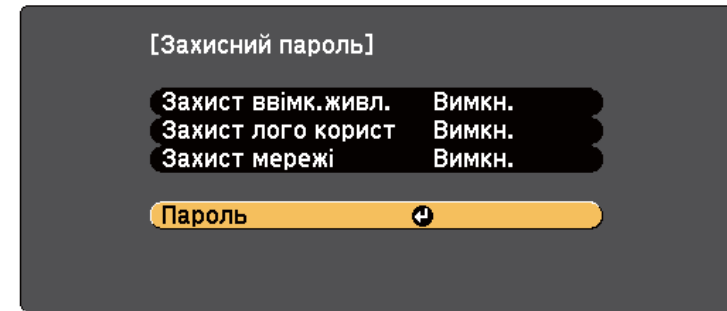 [Захисний пароль]
Захист ввімк.живл. Вимкн.
Захист лого корист Вимкн.
Захист мережі Вимкн.
Пароль